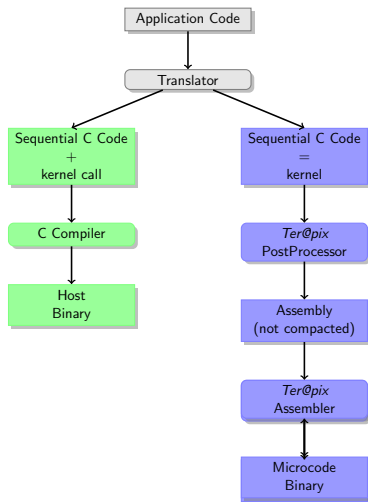 Application Code
Translator
Sequential C Code
+
kernel call
Sequential C Code
=
kernel
C Compiler
Ter@pix
PostProcessor
Host
Binary
Assembly
(not compacted)
Ter@pix
Assembler
Microcode
Binary